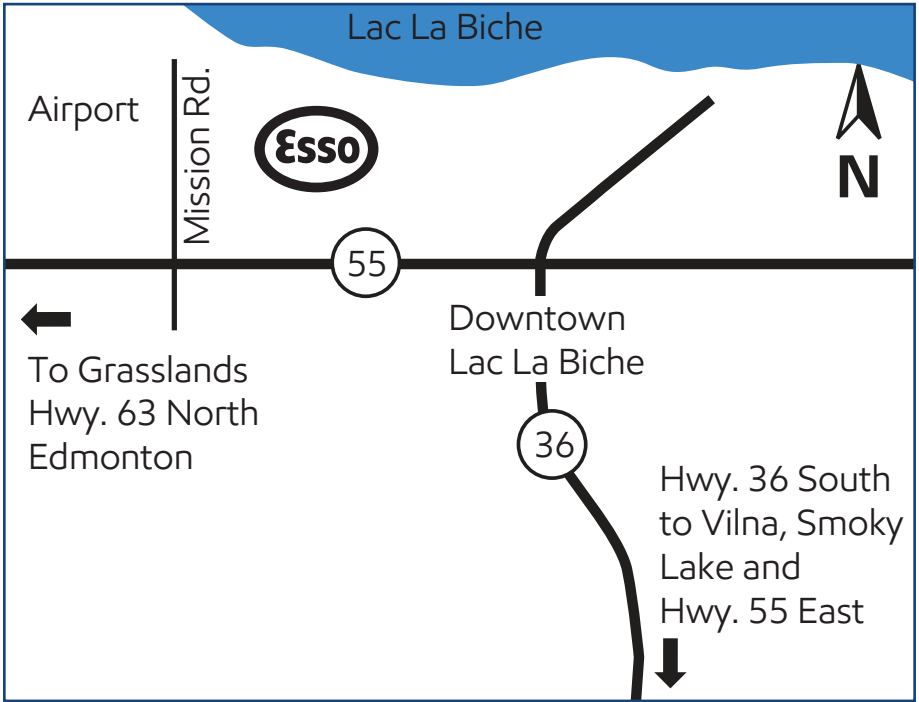 Lac La Biche
Airport
Mission Rd.
Esso
N
55
Downtown
Lac La Biche
To Grasslands
Hwy. 63 North
Edmonton
36
Hwy. 36 South
to Vilna, Smoky
Lake and
Hwy. 55 East